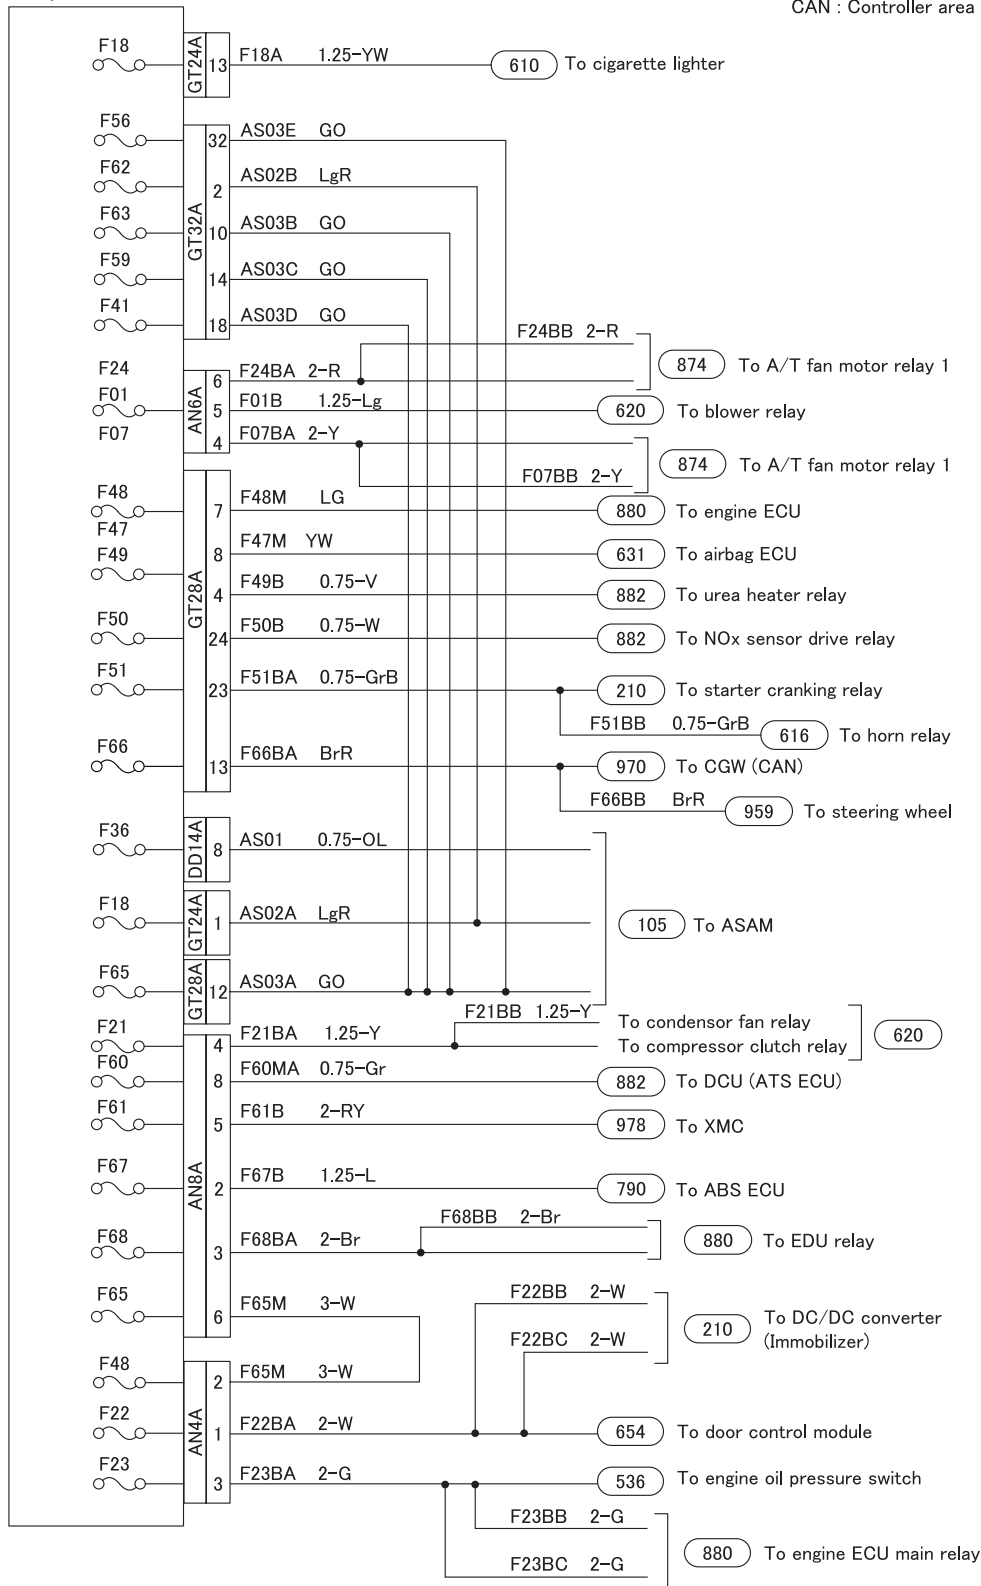 CAN : Controller area
F18 GT24A 13 F18A 1.25-YW 610 To cigarette lighter
F56 32 AS03E GO
F62 2 AS02B LgR
F63 GT32A 10 AS03B GO
F59 14 AS03C GO
F41 18 AS03D GO
F24BB 2-R
874 To A/T fan motor relay 1
F24 6 F24BA 2-R
F01 AN6A 5 F01B 1.25-Lg 620 To blower relay
F07 4 F07BA 2-Y
874 To A/T fan motor relay 1
F07BB 2-Y
F48 7 F48M LG 880 To engine ECU
F47 8 F47M YW 631 To airbag ECU
F49 GT28A 4 F49B 0.75-V 882 To urea heater relay
F50 24 F50B 0.75-W 882 To NOx sensor drive relay
F51 23 F51BA 0.75-GrB 210 To starter cranking relay
F51BB 0.75-GrB 616 To horn relay
F66 13 F66BA BrR 970 To CGW (CAN)
F66BB BrR 959 To steering wheel
F36 DD14A 8 AS01 0.75-OL
F18 GT24A 1 AS02A LgR 105 To ASAM
F65 GT28A 12 AS03A GO
F21BB 1.25-Y To condensor fan relay
F21 4 F21BA 1.25-Y To compressor clutch relay 620
F60 8 F60MA 0.75-Gr 882 To DCU (ATS ECU)
F61 5 F61B 2-RY 978 To XMC
F67 AN8A 2 F67B 1.25-L 790 To ABS ECU
F68BB 2-Br
F68 3 F68BA 2-Br 880 To EDU relay
F65 6 F65M 3-W
F22BB 2-W
210 To DC/DC converter
(Immobilizer)
F22BC 2-W
F48 2 F65M 3-W
F22 AN4A 1 F22BA 2-W 654 To door control module
F23 3 F23BA 2-G 536 To engine oil pressure switch
F23BB 2-G
880 To engine ECU main relay
F23BC 2-G